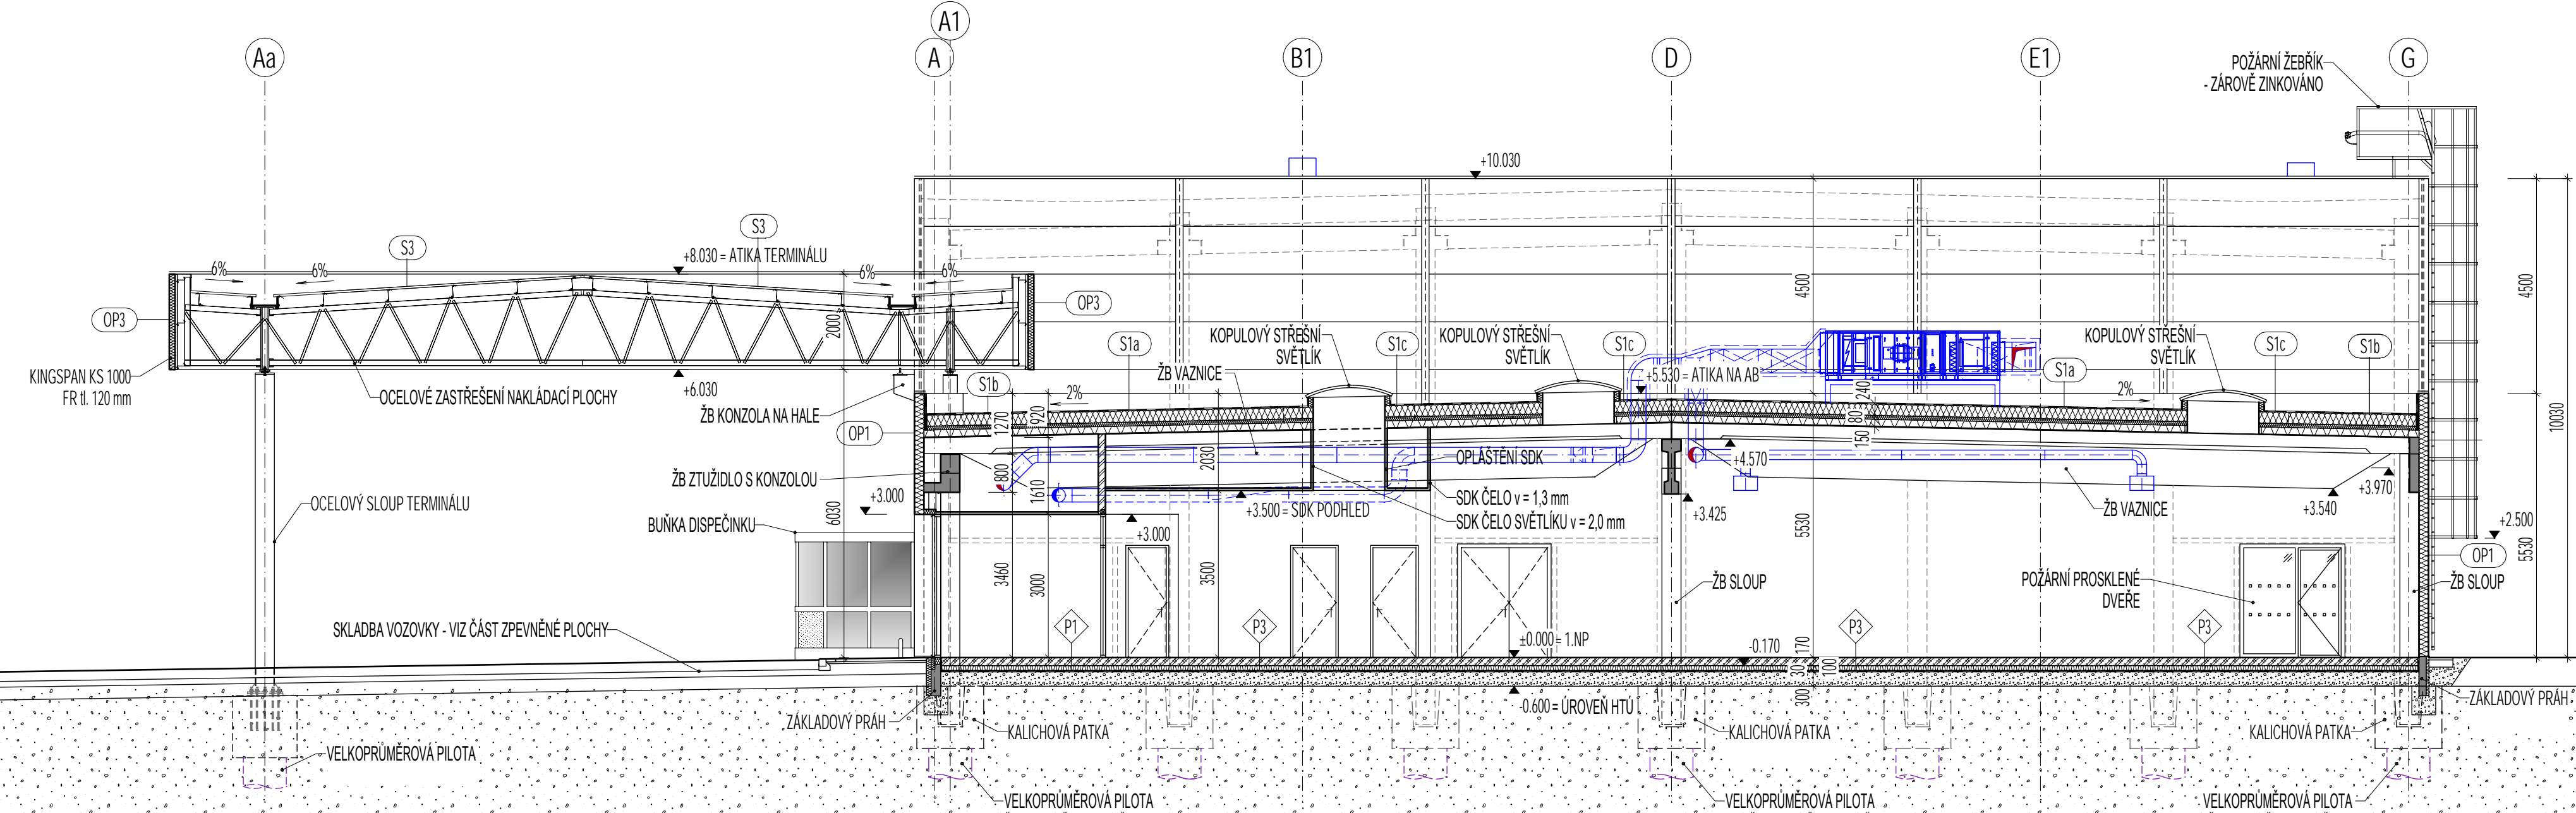 A1
Aa
A
B1
D
E1
G
POŽÁRNÍ ŽEBŘÍK
- ZÁROVĚ ZINKOVÁNO
+10.030
S3
S3
+8.030 = ATIKA TERMINÁLU
6%
6%
6%
6%
OP3
OP3
2000
4500
4500
10030
KINGSPAN KS 1000
FR tl. 120 mm
OCELOVÉ ZASTŘEŠENÍ NAKLÁDACÍ PLOCHY
+6.030
ŽB KONZOLA NA HALE
S1b
S1a
KOPULOVÝ STŘEŠNÍ
SVĚTLÍK
S1c
KOPULOVÝ STŘEŠNÍ
SVĚTLÍK
S1c
KOPULOVÝ STŘEŠNÍ
SVĚTLÍK
S1c
S1b
S1a
ŽB VAZNICE
+5.530 = ATIKA NA AB
2%
2%
240
80
150
1270
920
OP1
ŽB ZTUŽIDLO S KONZOLOU
800
1610
2030
OPLÁŠTĚNÍ SDK
+4.570
+3.970
+3.540
ŽB VAZNICE
+3.425
SDK ČELO v = 1,3 mm
SDK ČELO SVĚTLÍKU v = 2,0 mm
+3.500 = SDK PODHLED
+3.000
+3.000
OCELOVÝ SLOUP TERMINÁLU
6030
BUŇKA DISPEČINKU
3460
3000
3500
5530
5530
+2.500
OP1
ŽB SLOUP
ŽB SLOUP
POŽÁRNÍ PROSKLENÉ
DVEŘE
SKLADBA VOZOVKY - VIZ ČÁST ZPEVNĚNÉ PLOCHY
P1
P3
P3
P3
±0.000 = 1.NP
-0.170
170
30
100
300
-0.600 = ÚROVEŇ HTÚ
ZÁKLADOVÝ PRÁH
ZÁKLADOVÝ PRÁH
KALICHOVÁ PATKA
KALICHOVÁ PATKA
KALICHOVÁ PATKA
VELKOPRŮMĚROVÁ PILOTA
VELKOPRŮMĚROVÁ PILOTA
VELKOPRŮMĚROVÁ PILOTA
VELKOPRŮMĚROVÁ PILOTA